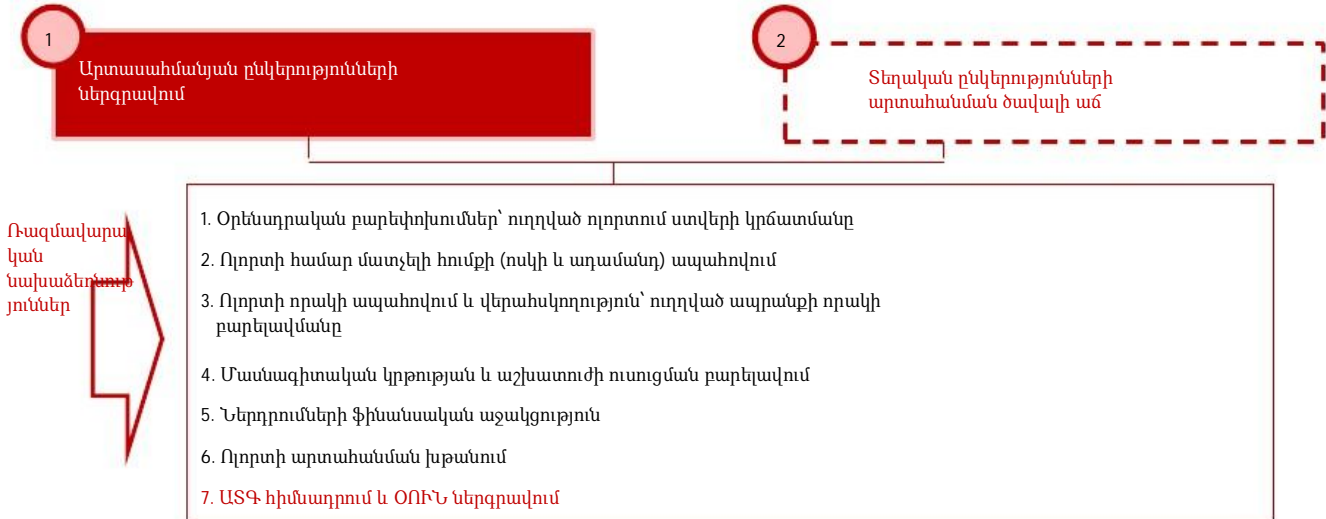 1
Արտասահմանյան ընկերությունների
ներգրավում
2
Տեղական ընկերությունների
արտահանման ծավալի աճ
Ռազմավարա
կան
նախաձեռնութ
յուններ
1. Օրենսդրական բարեփոխումներ՝ ուղղված ոլորտում ստվերի կրճատմանը
2. Ոլորտի համար մատչելի հումքի (ոսկի և ադամանդ) ապահովում
3. Ոլորտի որակի ապահովում և վերահսկողություն՝ ուղղված ապրանքի որակի
բարելավմանը
4. Մասնագիտական կրթության և աշխատուժի ուսուցման բարելավում
5. Ներդրումների ֆինանսական աջակցություն
6. Ոլորտի արտահանման խթանում
7. ԱՏԳ հիմնադրում և ՕՈՒՆ ներգրավում